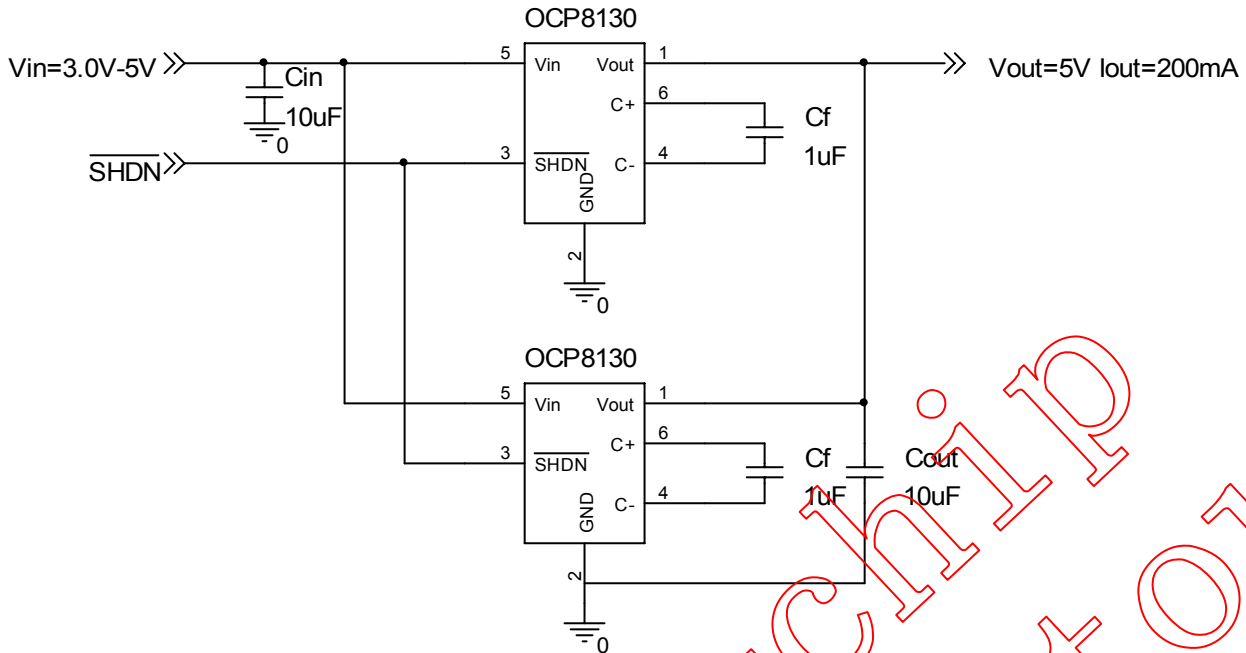 OCP8130
Vin=3.0V-5V
5
Vin
Vout
1
Vout=5V Iout=200mA
Cin
10uF
0
C+
6
Cf
1uF
SHDN
3
SHDN
C-
4
GND
2
0
OCP8130
5
Vin
Vout
1
C+
6
3
SHDN
Cf
1uF
Cout
10uF
C-
4
GND
2
0
chip